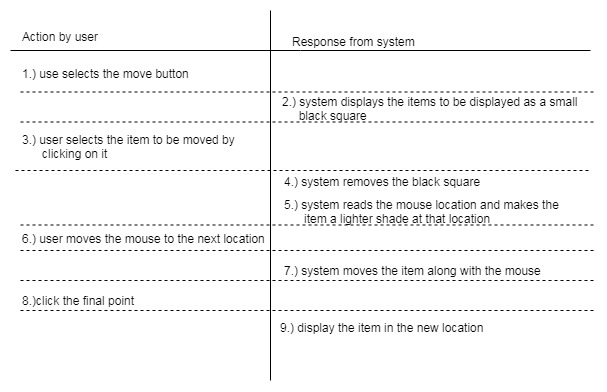 Action by user
Response from system
1.) use selects the move button
2.) system displays the items to be displayed as a small
black square
3.) user selects the item to be moved by
clicking on it
4.) system removes the black square
5.) system reads the mouse location and makes the
item a lighter shade at that location
6.) user moves the mouse to the next location
7.) system moves the item along with the mouse
8.)click the final point
9.) display the item in the new location